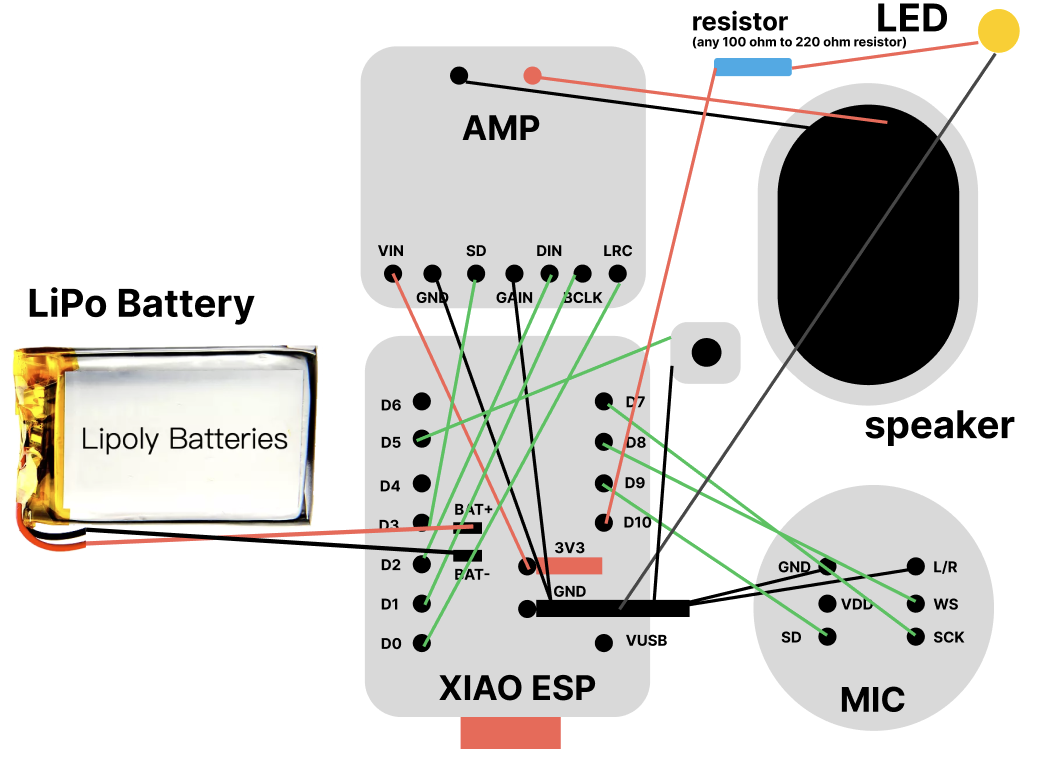 resistor
(any 100 ohm to 220 ohm resistor)
LED
AMP
VIN
SD
DIN
LRC
GND
GAIN
BCLK
LiPo Battery
Lipoly Batteries
speaker
D6
D5
D4
D3
D2
D1
D0
D7
D8
D9
D10
BAT+
BAT-
3V3
GND
VUSB
XIAO ESP
GND
L/R
VDD
WS
SD
SCK
MIC